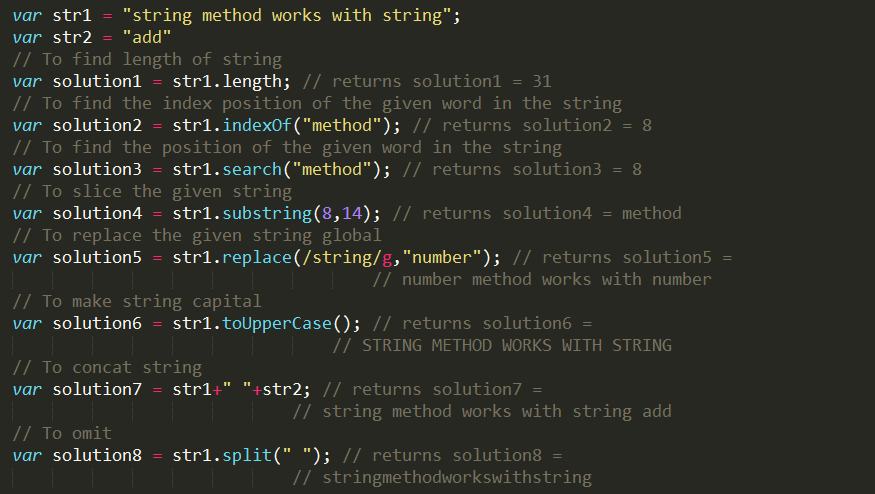 var str1 = "string method works with string";
var str2 = "add"
// To find length of string
var solution1 = str1.length; // returns solution1 = 31
// To find the index position of the given word in the string
var solution2 = str1.indexOf("method"); // returns solution2 = 8
// To find the position of the given word in the string
var solution3 = str1.search("method"); // returns solution3 = 8
// To slice the given string
var solution4 = str1.substring(8,14); // returns solution4 = method
// To replace the given string global
var solution5 = str1.replace(/string/g,"number"); // returns solution5 =
// number method works with number
// To make string capital
var solution6 = str1.toUpperCase(); // returns solution6 =
// STRING METHOD WORKS WITH STRING
// To concat string
var solution7 = str1+" "+str2; // returns solution7 =
// string method works with string add
// To omit
var solution8 = str1.split(" "); // returns solution8 =
// stringmethodworkswithstring